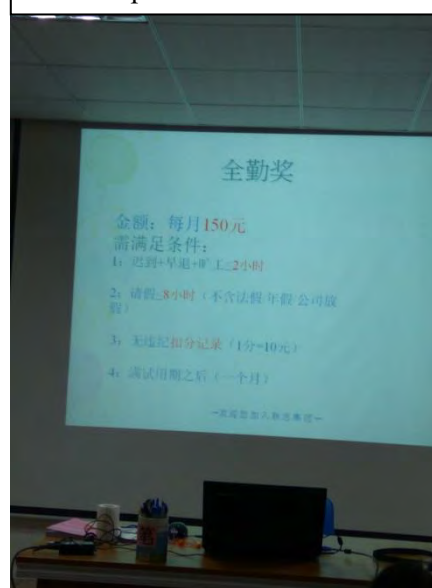 全勤奖
金额：每月150元
需满足条件：
1：迟到+早退+旷工≤2小时
2：请假≤8小时（不含法假/年假/公司放
假）
3：无违纪扣分记录（1分=10元）
4：满试用期之后（一个月）